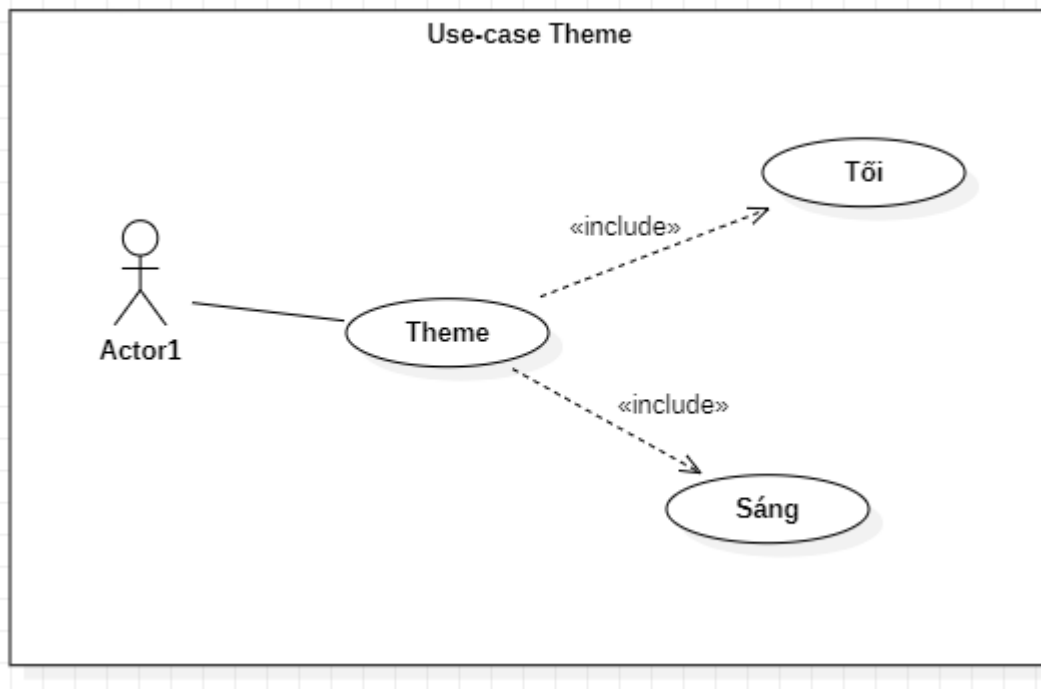 Use-case Theme
Tối
«include»
Theme
Actor1
«include»
Sáng